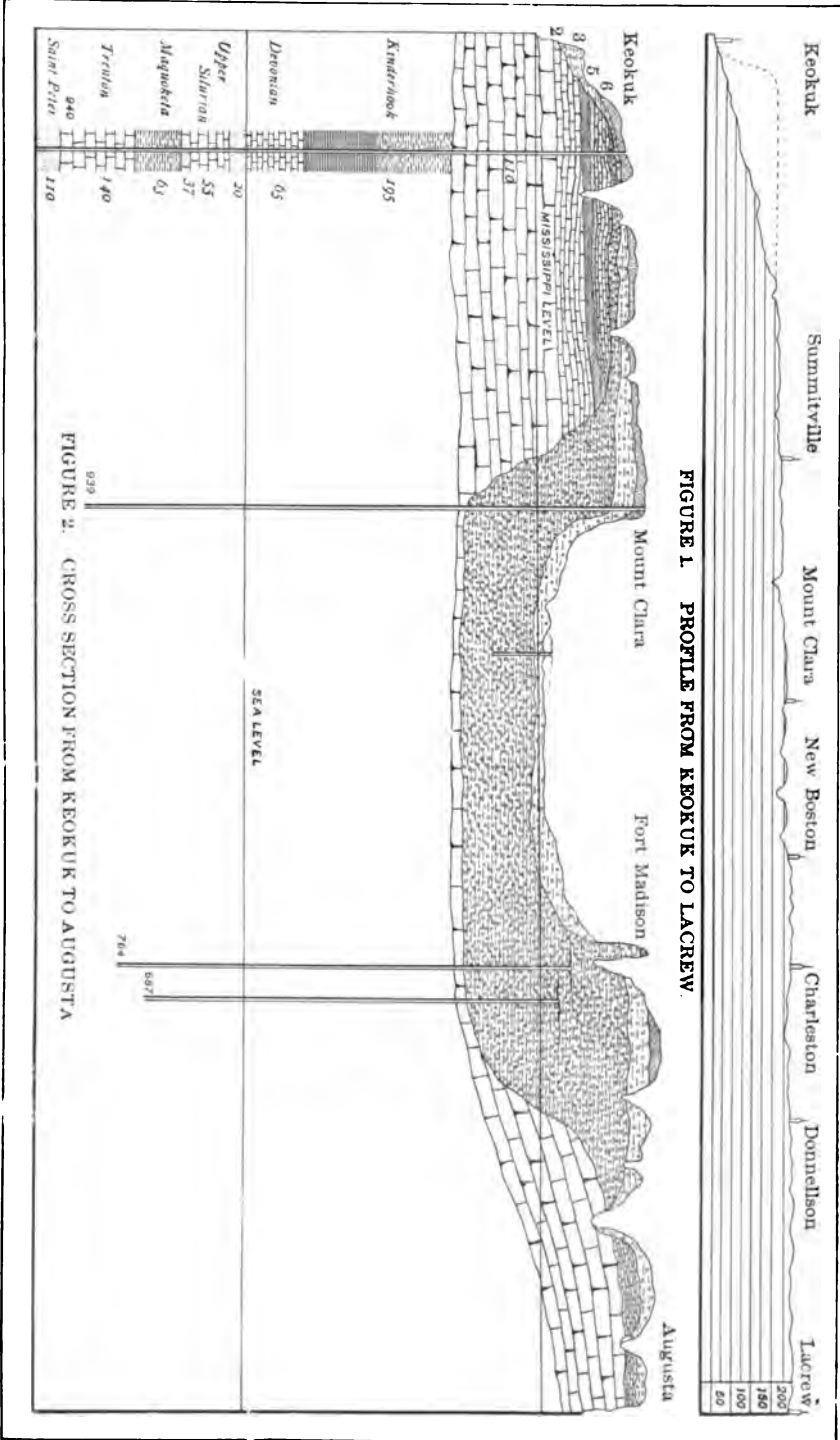 Keokuk
Summitville
Mount Clara
New Boston
Charleston
Donnellson
Lacrew
200
150
100
50
FIGURE 1. PROFILE FROM KEOKUK TO LACREW.
Keokuk
Mount Clara
Fort Madison
Augusta
6
5
3
2
110
MISSISSIPPI LEVEL
Kinderhook 195
Devonian 65
20
Upper Silurian 55
37
Maquoketa 63
Trenton 140
940
Saint Peter 110
SEA LEVEL
939
764
687
FIGURE 2. CROSS SECTION FROM KEOKUK TO AUGUSTA